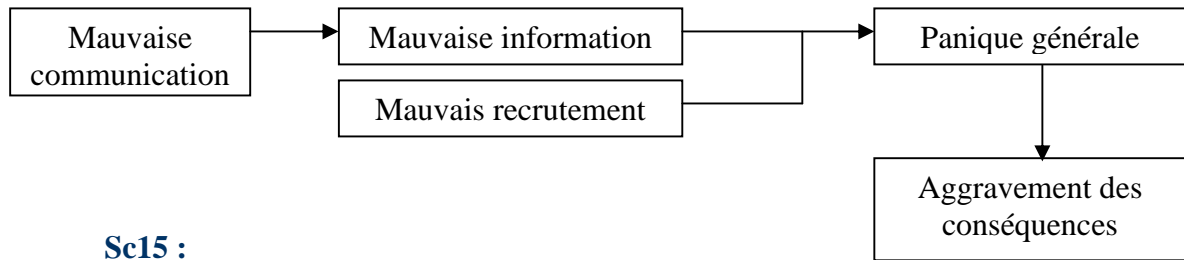 Mauvaise
communication
Mauvaise information
Mauvais recrutement
Panique générale
Aggravement des
conséquences
Sc15 :